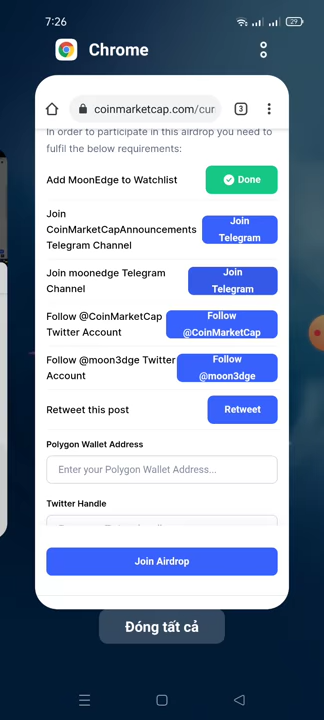 7:26
29
Chrome
coinmarketcap.com/cur
3
In order to participate in this airdrop you need to
fulfil the below requirements:
Add MoonEdge to Watchlist
Done
Join
CoinMarketCapAnnouncements
Telegram Channel
Join
Telegram
Join moonedge Telegram
Channel
Join
Telegram
Follow @CoinMarketCap
Twitter Account
Follow
@CoinMarketCap
Follow @moon3dge Twitter
Account
Follow
@moon3dge
Retweet this post
Retweet
Polygon Wallet Address
Enter your Polygon Wallet Address...
Twitter Handle
Join Airdrop
Đóng tất cả